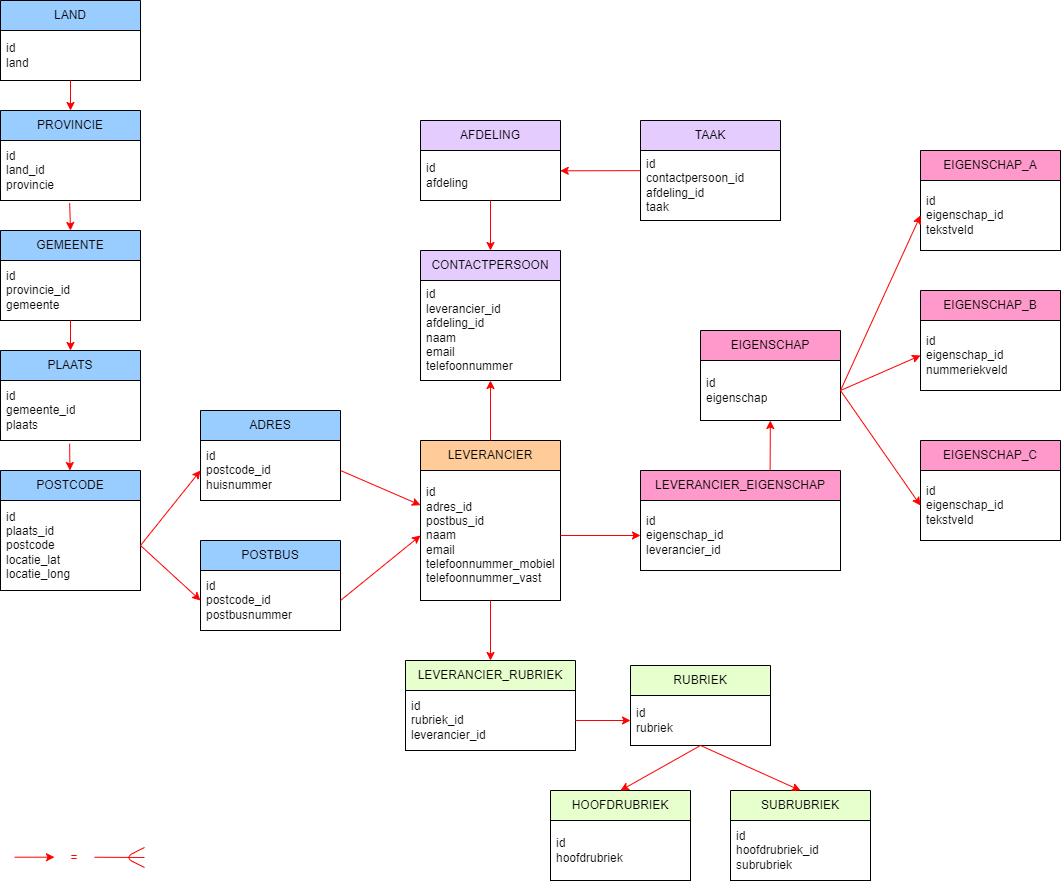 LAND
id
land
PROVINCIE
id
land_id
provincie
GEMEENTE
id
provincie_id
gemeente
PLAATS
id
gemeente_id
plaats
POSTCODE
id
plaats_id
postcode
locatie_lat
locatie_long
ADRES
id
postcode_id
huisnummer
POSTBUS
id
postcode_id
postbusnummer
AFDELING
id
afdeling
TAAK
id
contactpersoon_id
afdeling_id
taak
CONTACTPERSOON
id
leverancier_id
afdeling_id
naam
email
telefoonnummer
LEVERANCIER
id
adres_id
postbus_id
naam
email
telefoonnummer_mobiel
telefoonnummer_vast
EIGENSCHAP
id
eigenschap
LEVERANCIER_EIGENSCHAP
id
eigenschap_id
leverancier_id
EIGENSCHAP_A
id
eigenschap_id
tekstveld
EIGENSCHAP_B
id
eigenschap_id
nummeriekveld
EIGENSCHAP_C
id
eigenschap_id
tekstveld
LEVERANCIER_RUBRIEK
id
rubriek_id
leverancier_id
RUBRIEK
id
rubriek
HOOFDRUBRIEK
id
hoofdrubriek
SUBRUBRIEK
id
hoofdrubriek_id
subrubriek
=